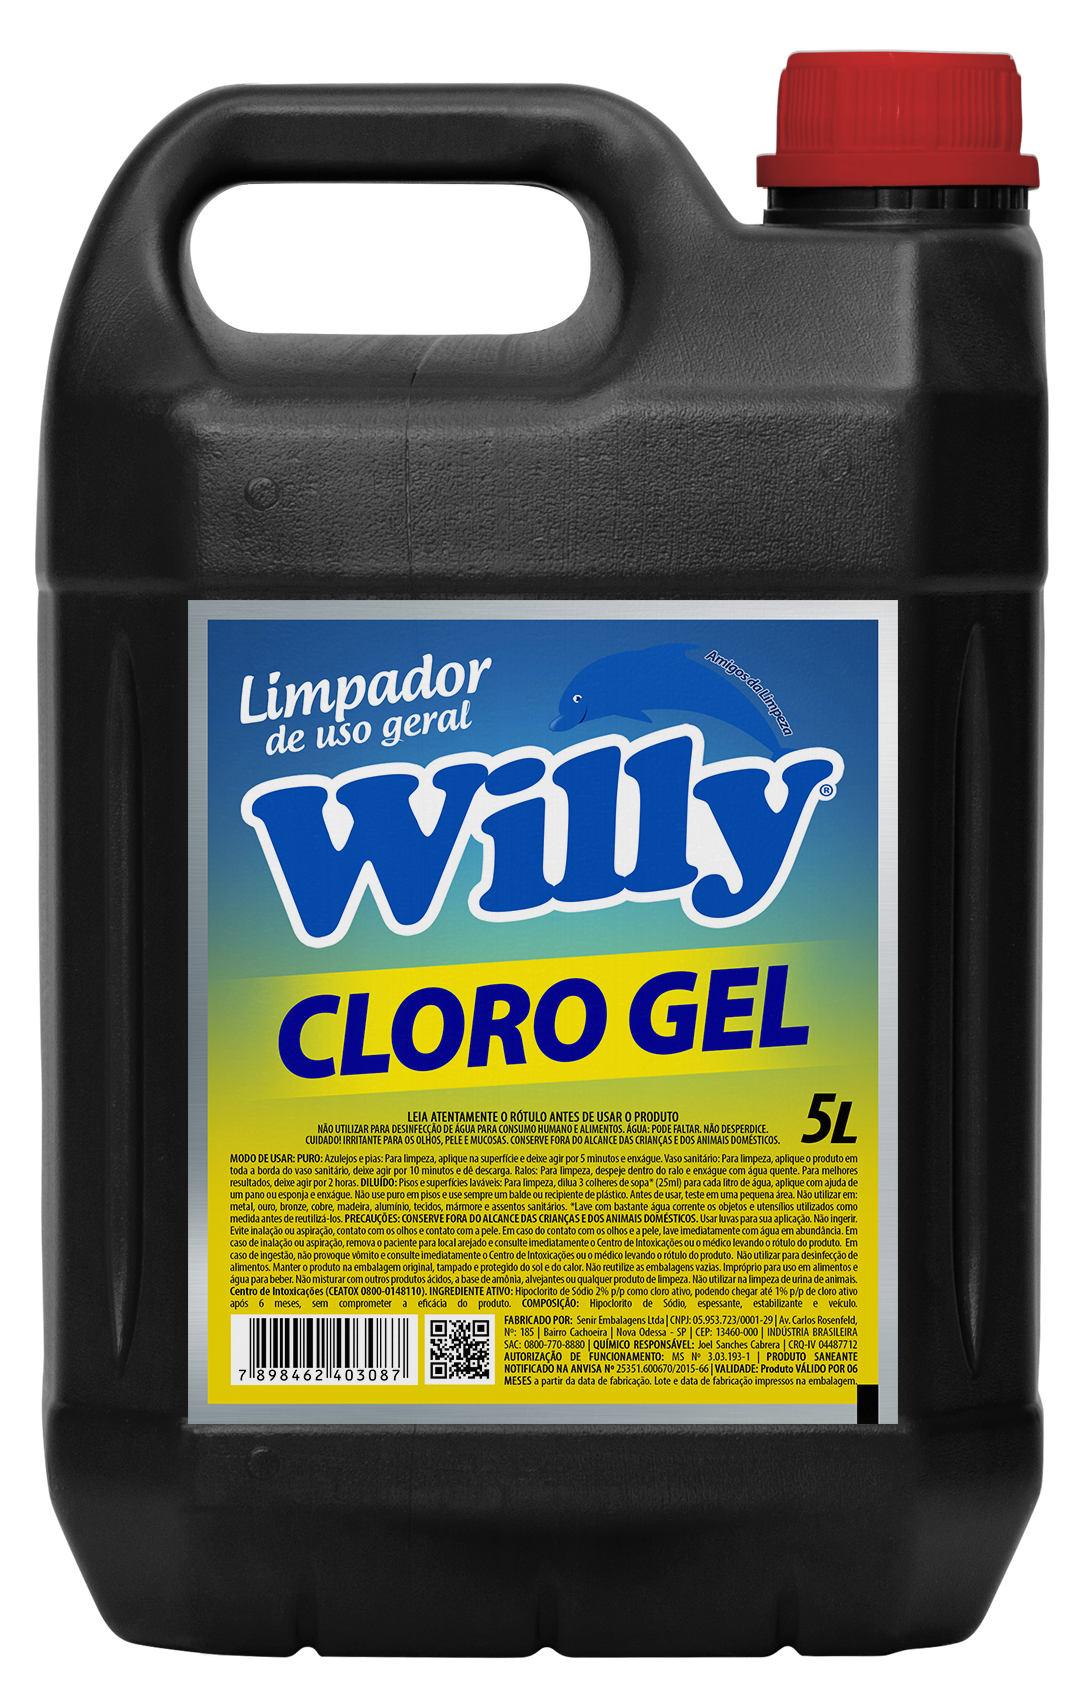 Limpador
de uso geral
Amigos da Limpeza
Willy®
CLORO GEL
5L
LEIA ATENTAMENTE O RÓTULO ANTES DE USAR O PRODUTO
NÃO UTILIZAR PARA DESINFECÇÃO DE ÁGUA PARA CONSUMO HUMANO E ALIMENTOS. ÁGUA: PODE FALTAR. NÃO DESPERDICE.
CUIDADO! IRRITANTE PARA OS OLHOS, PELE E MUCOSAS. CONSERVE FORA DO ALCANCE DAS CRIANÇAS E DOS ANIMAIS DOMÉSTICOS.
MODO DE USAR: PURO: Azulejos e pias: Para limpeza, aplique na superfície e deixe agir por 5 minutos e enxágue. Vaso sanitário: Para limpeza, aplique o produto em
toda a borda do vaso sanitário, deixe agir por 10 minutos e dê descarga. Ralos: Para limpeza, despeje dentro do ralo e enxágue com água quente. Para melhores
resultados, deixe agir por 2 horas. DILUÍDO: Pisos e superfícies laváveis: Para limpeza, dilua 3 colheres de sopa* (25ml) para cada litro de água, aplique com ajuda de
um pano ou esponja e enxágue. Não use puro em pisos e use sempre um balde ou recipiente de plástico. Antes de usar, teste em uma pequena área. Não utilizar em:
metal, ouro, bronze, cobre, madeira, alumínio, tecidos, mármore e assentos sanitários. *Lave com bastante água corrente os objetos e utensílios utilizados como
medida antes de reutilizá-los. PRECAUÇÕES: CONSERVE FORA DO ALCANCE DAS CRIANÇAS E DOS ANIMAIS DOMÉSTICOS. Usar luvas para sua aplicação. Não ingerir.
Evite inalação ou aspiração, contato com os olhos e contato com a pele. Em caso do contato com os olhos e a pele, lave imediatamente com água em abundância. Em
caso de inalação ou aspiração, remova o paciente para local arejado e consulte imediatamente o Centro de Intoxicações ou o médico levando o rótulo do produto. Em
caso de ingestão, não provoque vômito e consulte imediatamente o Centro de Intoxicações ou o médico levando o rótulo do produto. Não utilizar para desinfecção de
alimentos. Manter o produto na embalagem original, tampado e protegido do sol e do calor. Não reutilize as embalagens vazias. Impróprio para uso em alimentos e
água para beber. Não misturar com outros produtos ácidos, a base de amônia, alvejantes ou qualquer produto de limpeza. Não utilizar na limpeza de urina de animais.
Centro de Intoxicações (CEATOX 0800-0148110). INGREDIENTE ATIVO: Hipoclorito de Sódio 2% p/p como cloro ativo, podendo chegar até 1% p/p de cloro ativo
após 6 meses, sem comprometer a eficácia do produto. COMPOSIÇÃO: Hipoclorito de Sódio, espessante, estabilizante e veículo.
FABRICADO POR: Senir Embalagens Ltda | CNPJ: 05.953.723/0001-29 | Av. Carlos Rosenfeld,
Nº: 185 | Bairro Cachoeira | Nova Odessa - SP | CEP: 13460-000 | INDÚSTRIA BRASILEIRA
SAC: 0800-770-8880 | QUÍMICO RESPONSÁVEL: Joel Sanches Cabrera | CRQ-IV 04487712
AUTORIZAÇÃO DE FUNCIONAMENTO: MS Nº 3.03.193-1 | PRODUTO SANEANTE
NOTIFICADO NA ANVISA Nº 25351.600670/2015-66 | VALIDADE: Produto VÁLIDO POR 06
MESES a partir da data de fabricação. Lote e data de fabricação impressos na embalagem.
7 898462 403087